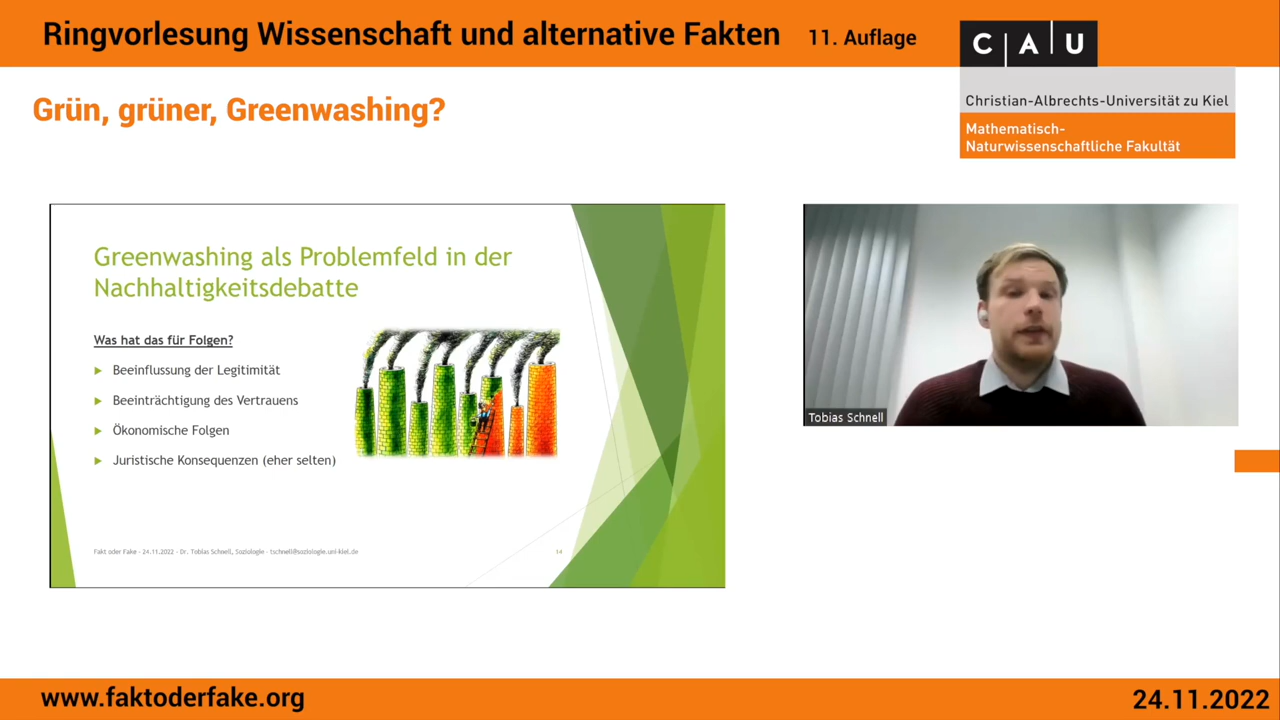 Ringvorlesung Wissenschaft und alternative Fakten 11. Auflage
CAU
Christian-Albrechts-Universität zu Kiel
Mathematisch-
Naturwissenschaftliche Fakultät
Grün, grüner, Greenwashing?
Greenwashing als Problemfeld in der
Nachhaltigkeitsdebatte
Was hat das für Folgen?
Beeinflussung der Legitimität
Beeinträchtigung des Vertrauens
Ökonomische Folgen
Juristische Konsequenzen (eher selten)
Fakt oder Fake - 24.11.2022 - Dr. Tobias Schnell, Soziologie - tschnell@soziologie.uni-kiel.de
14
Tobias Schnell
www.faktoderfake.org
24.11.2022